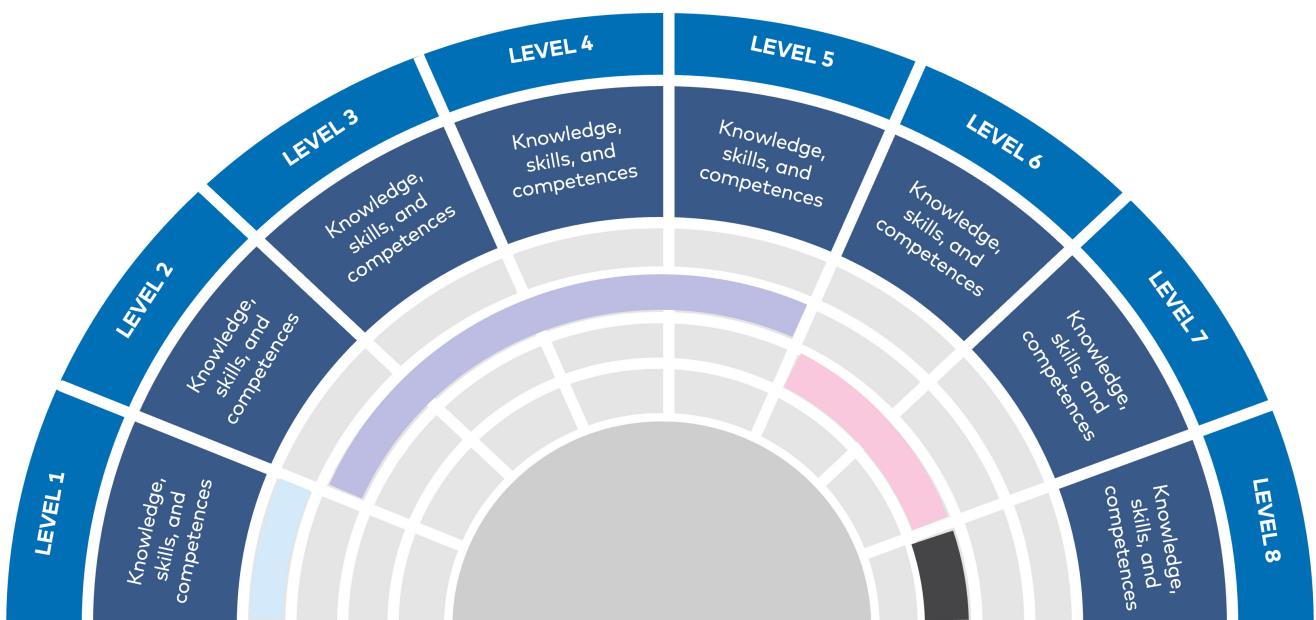 LEVEL 1
Knowledge,
skills, and
competences
LEVEL 2
Knowledge,
skills, and
competences
LEVEL 3
Knowledge,
skills, and
competences
LEVEL 4
Knowledge,
skills, and
competences
LEVEL 5
Knowledge,
skills, and
competences
LEVEL 6
Knowledge,
skills, and
competences
LEVEL 7
Knowledge,
skills, and
competences
LEVEL 8
Knowledge,
skills, and
competences